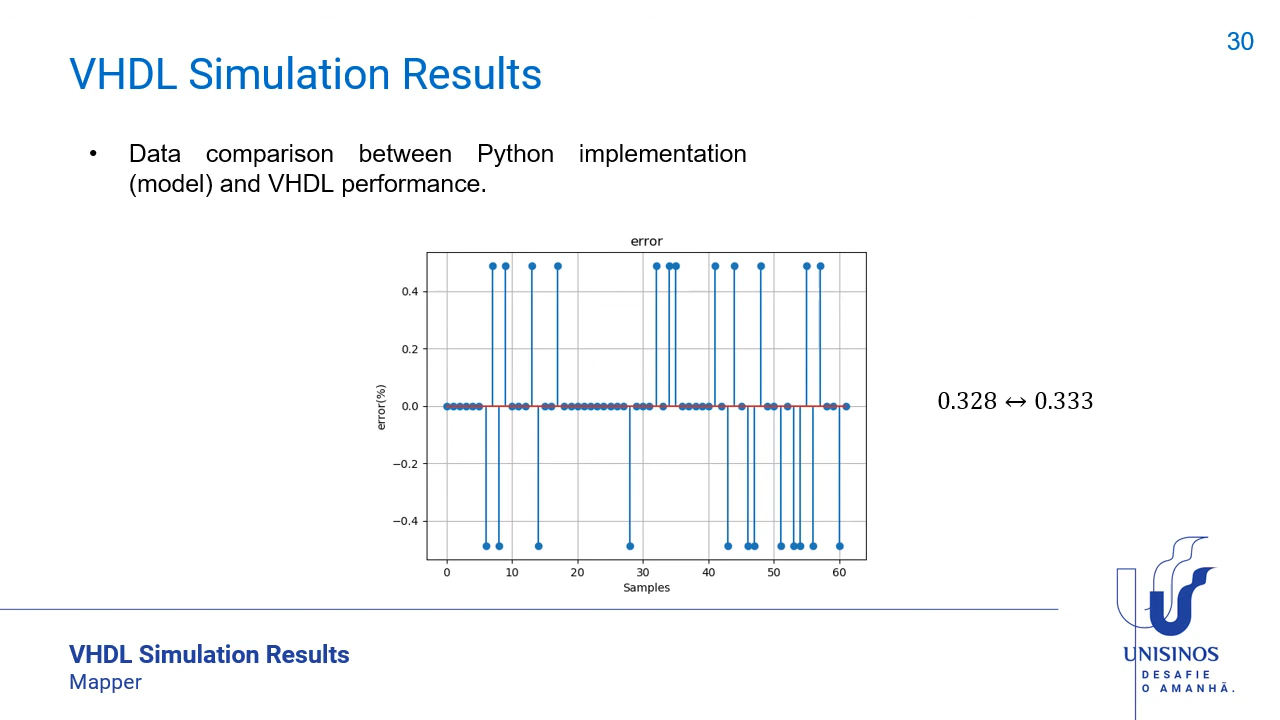 30
VHDL Simulation Results
• Data comparison between Python implementation
(model) and VHDL performance.
error
0.4
0.2
0.0
−0.2
−0.4
error(%)
0 10 20 30 40 50 60
Samples
0.328 ↔ 0.333
VHDL Simulation Results
Mapper
UNISINOS
DESAFIE
O AMANHÃ.